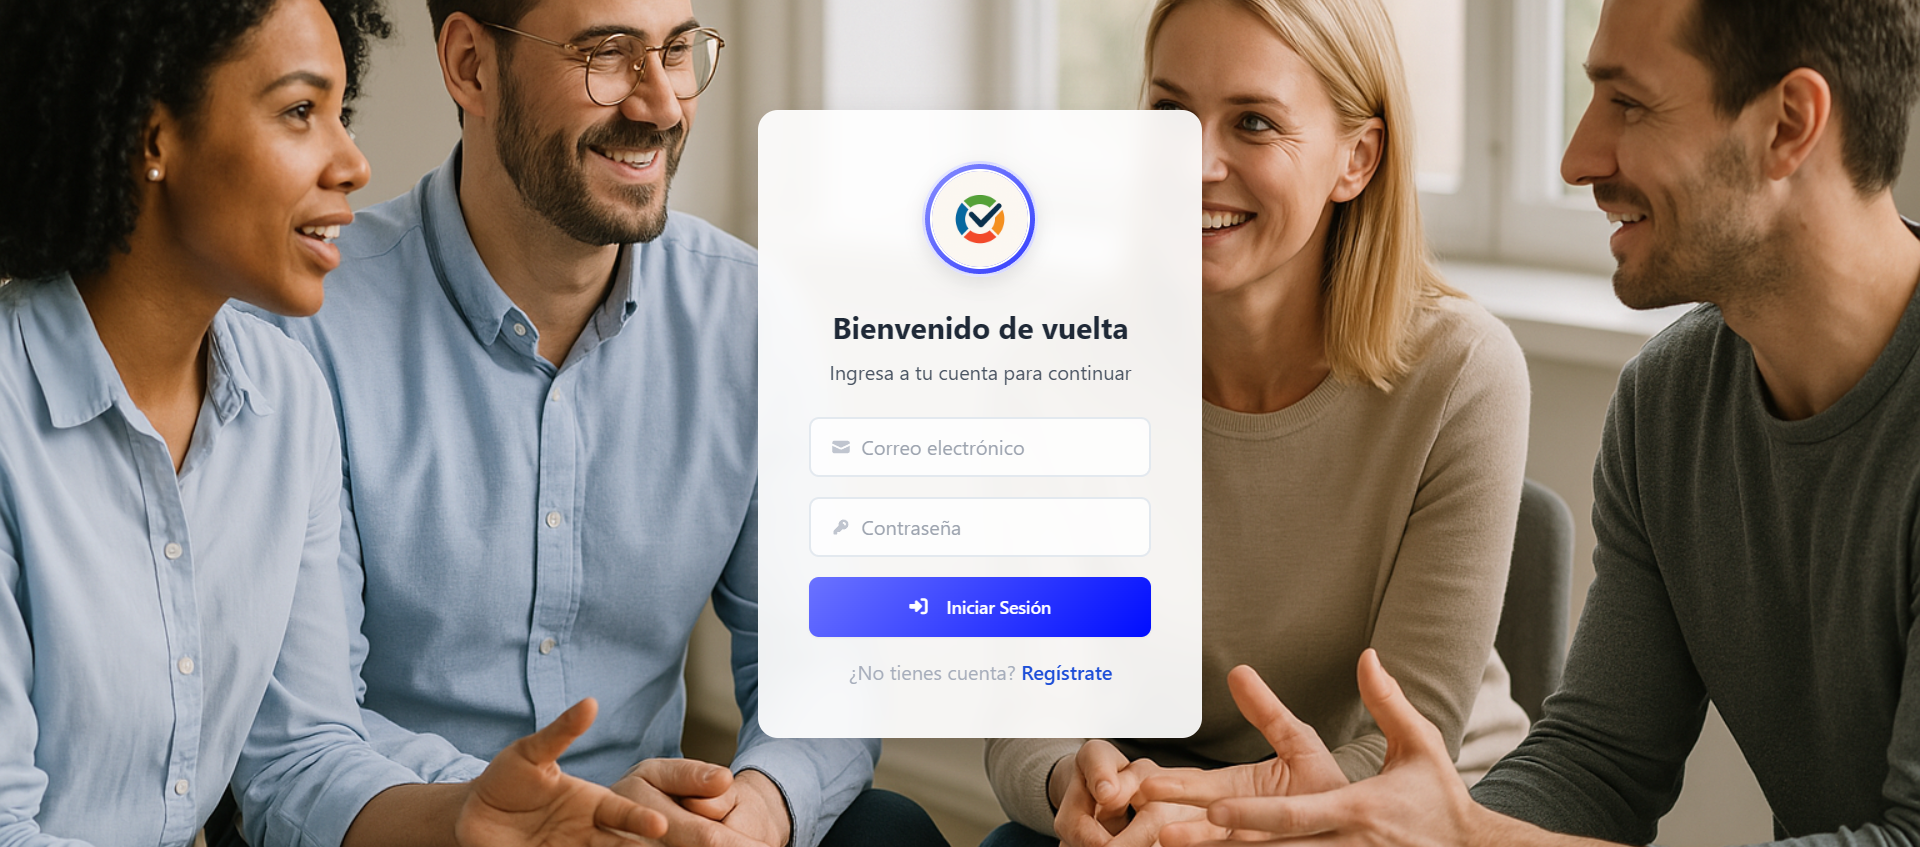 Bienvenido de vuelta
Ingresa a tu cuenta para continuar
Correo electrónico
Contraseña
Iniciar Sesión
¿No tienes cuenta? Regístrate